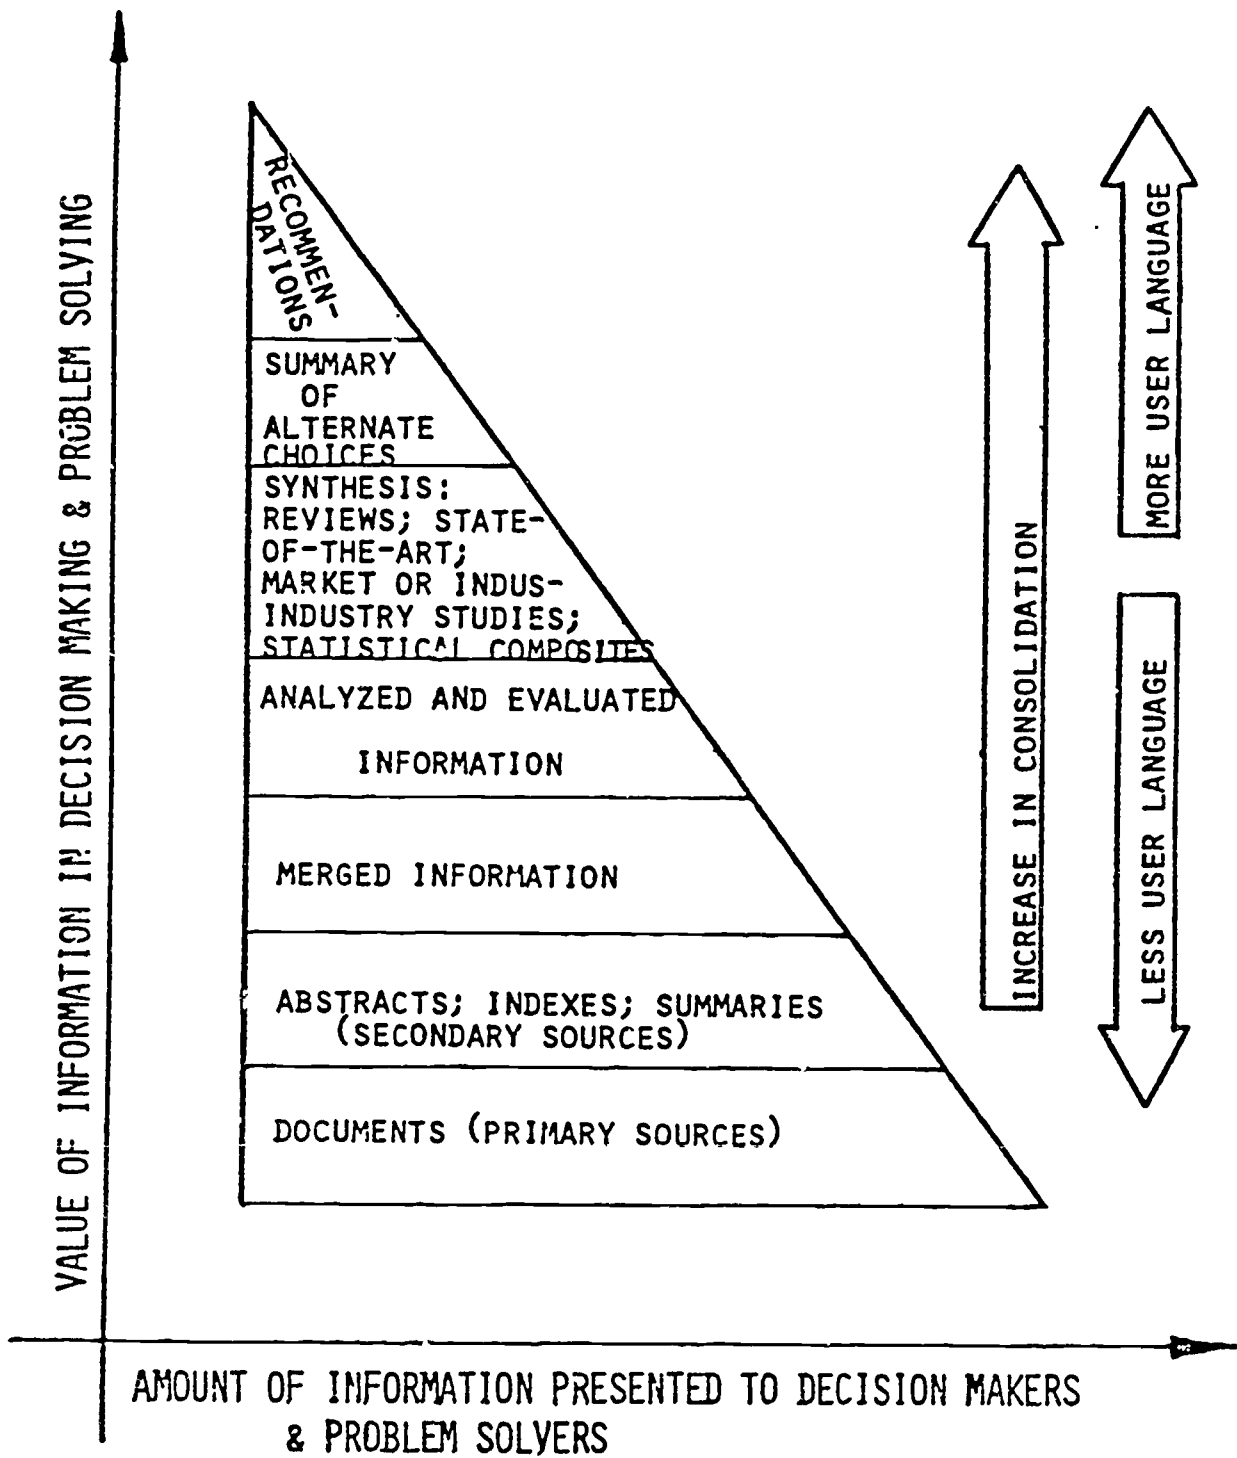 VALUE OF INFORMATION IN DECISION MAKING & PROBLEM SOLVING
RECOMMEN-
DATIONS
SUMMARY
OF
ALTERNATE
CHOICES
SYNTHESIS:
REVIEWS; STATE-
OF-THE-ART;
MARKET OR INDUS-
INDUSTRY STUDIES;
STATISTICAL COMPOSITES
ANALYZED AND EVALUATED
INFORMATION
MERGED INFORMATION
ABSTRACTS; INDEXES; SUMMARIES
(SECONDARY SOURCES)
DOCUMENTS (PRIMARY SOURCES)
INCREASE IN CONSOLIDATION
MORE USER LANGUAGE
LESS USER LANGUAGE
AMOUNT OF INFORMATION PRESENTED TO DECISION MAKERS
& PROBLEM SOLVERS